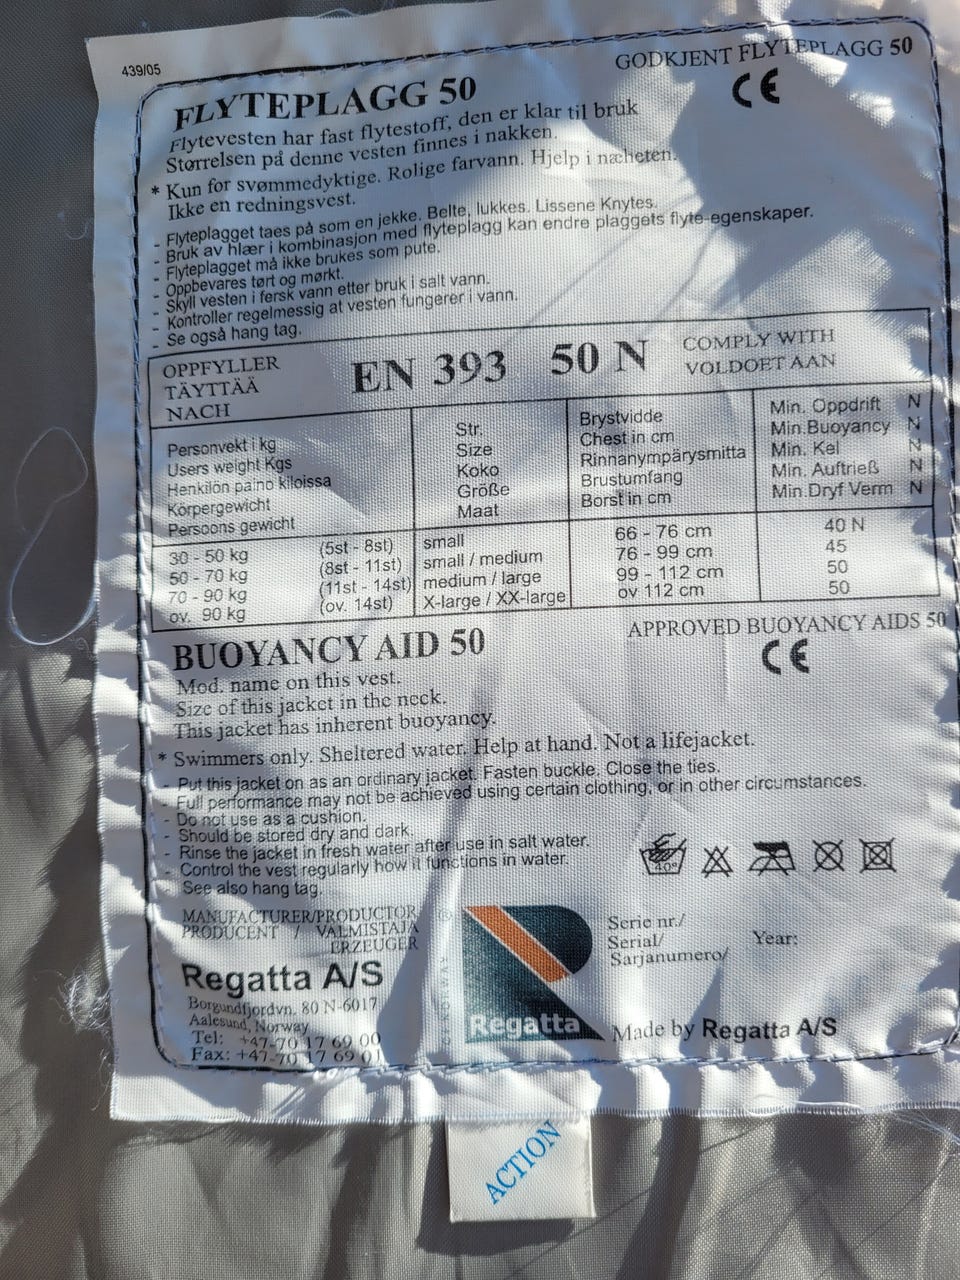 439/05
GODKJENT FLYTEPLAGG 50
FLYTEPLAGG 50
CE
Flytevesten har fast flytestoff, den er klar til bruk
Størrelsen på denne vesten finnes i nakken.
* Kun for svømmedyktige. Rolige farvann. Hjelp i næheten.
Ikke en redningsvest.
- Flyteplagget taes på som en jekke. Belte, lukkes. Lissene Knytes.
- Bruk av hlær i kombinasjon med flyteplagg kan endre plaggets flyte-egenskaper.
- Flyteplagget må ikke brukes som pute.
- Oppbevares tørt og mørkt.
- Skyll vesten i fersk vann etter bruk i salt vann.
- Kontroller regelmessig at vesten fungerer i vann.
- Se også hang tag.
OPPFYLLER
TÄYTTÄÄ
NACH
EN 393 50 N
COMPLY WITH
VOLDOET AAN
Personvekt i kg
Users weight Kgs
Henkilön paino kiloissa
Körpergewicht
Persoons gewicht
Str.
Size
Koko
Größe
Maat
Brystvidde
Chest in cm
Rinnanympärysmitta
Brustumfang
Borst in cm
Min. Oppdrift N
Min.Buoyancy N
Min. Kel N
Min. Auftrieß N
Min.Dryf Verm N
30 - 50 kg (5st - 8st) small 66 - 76 cm 40 N
50 - 70 kg (8st - 11st) small / medium 76 - 99 cm 45
70 - 90 kg (11st - 14st) medium / large 99 - 112 cm 50
ov. 90 kg (ov. 14st) X-large / XX-large ov 112 cm 50
BUOYANCY AID 50
APPROVED BUOYANCY AIDS 50
CE
Mod. name on this vest.
Size of this jacket in the neck.
This jacket has inherent buoyancy.
* Swimmers only. Sheltered water. Help at hand. Not a lifejacket.
- Put this jacket on as an ordinary jacket. Fasten buckle. Close the ties.
- Full performance may not be achieved using certain clothing, or in other circumstances.
- Do not use as a cushion.
- Should be stored dry and dark.
- Rinse the jacket in fresh water after use in salt water.
- Control the vest regularly how it functions in water.
See also hang tag.
40°
MANUFACTURER/PRODUCTOR
PRODUCENT / VALMISTAJA
ERZEUGER
Regatta A/S
Borgundfjordvn. 80 N-6017
Aalesund, Norway
Tel: +47-70 17 69 00
Fax: +47-70 17 69 01
Regatta
Serie nr./
Serial/
Sarjanumero/
Year:
Made by Regatta A/S
ACTION